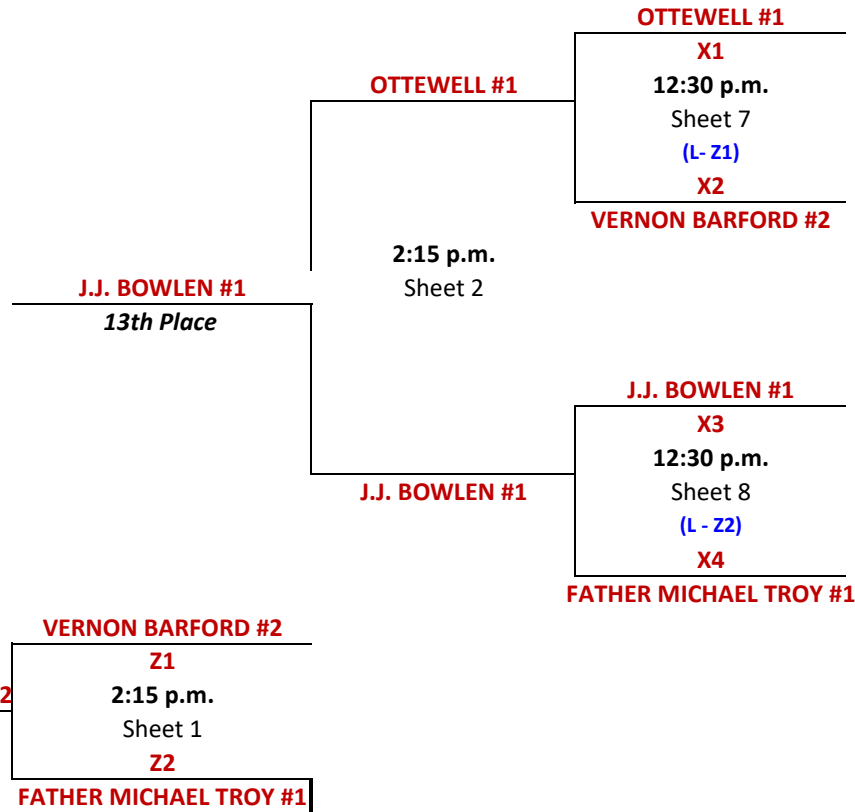 OTTEWELL #1
X1
OTTEWELL #1
12:30 p.m.
Sheet 7
(L- Z1)
X2
VERNON BARFORD #2
2:15 p.m.
J.J. BOWLEN #1
Sheet 2
13th Place
J.J. BOWLEN #1
X3
12:30 p.m.
J.J. BOWLEN #1
Sheet 8
(L - Z2)
X4
FATHER MICHAEL TROY #1
VERNON BARFORD #2
Z1
2
2:15 p.m.
Sheet 1
Z2
FATHER MICHAEL TROY #1